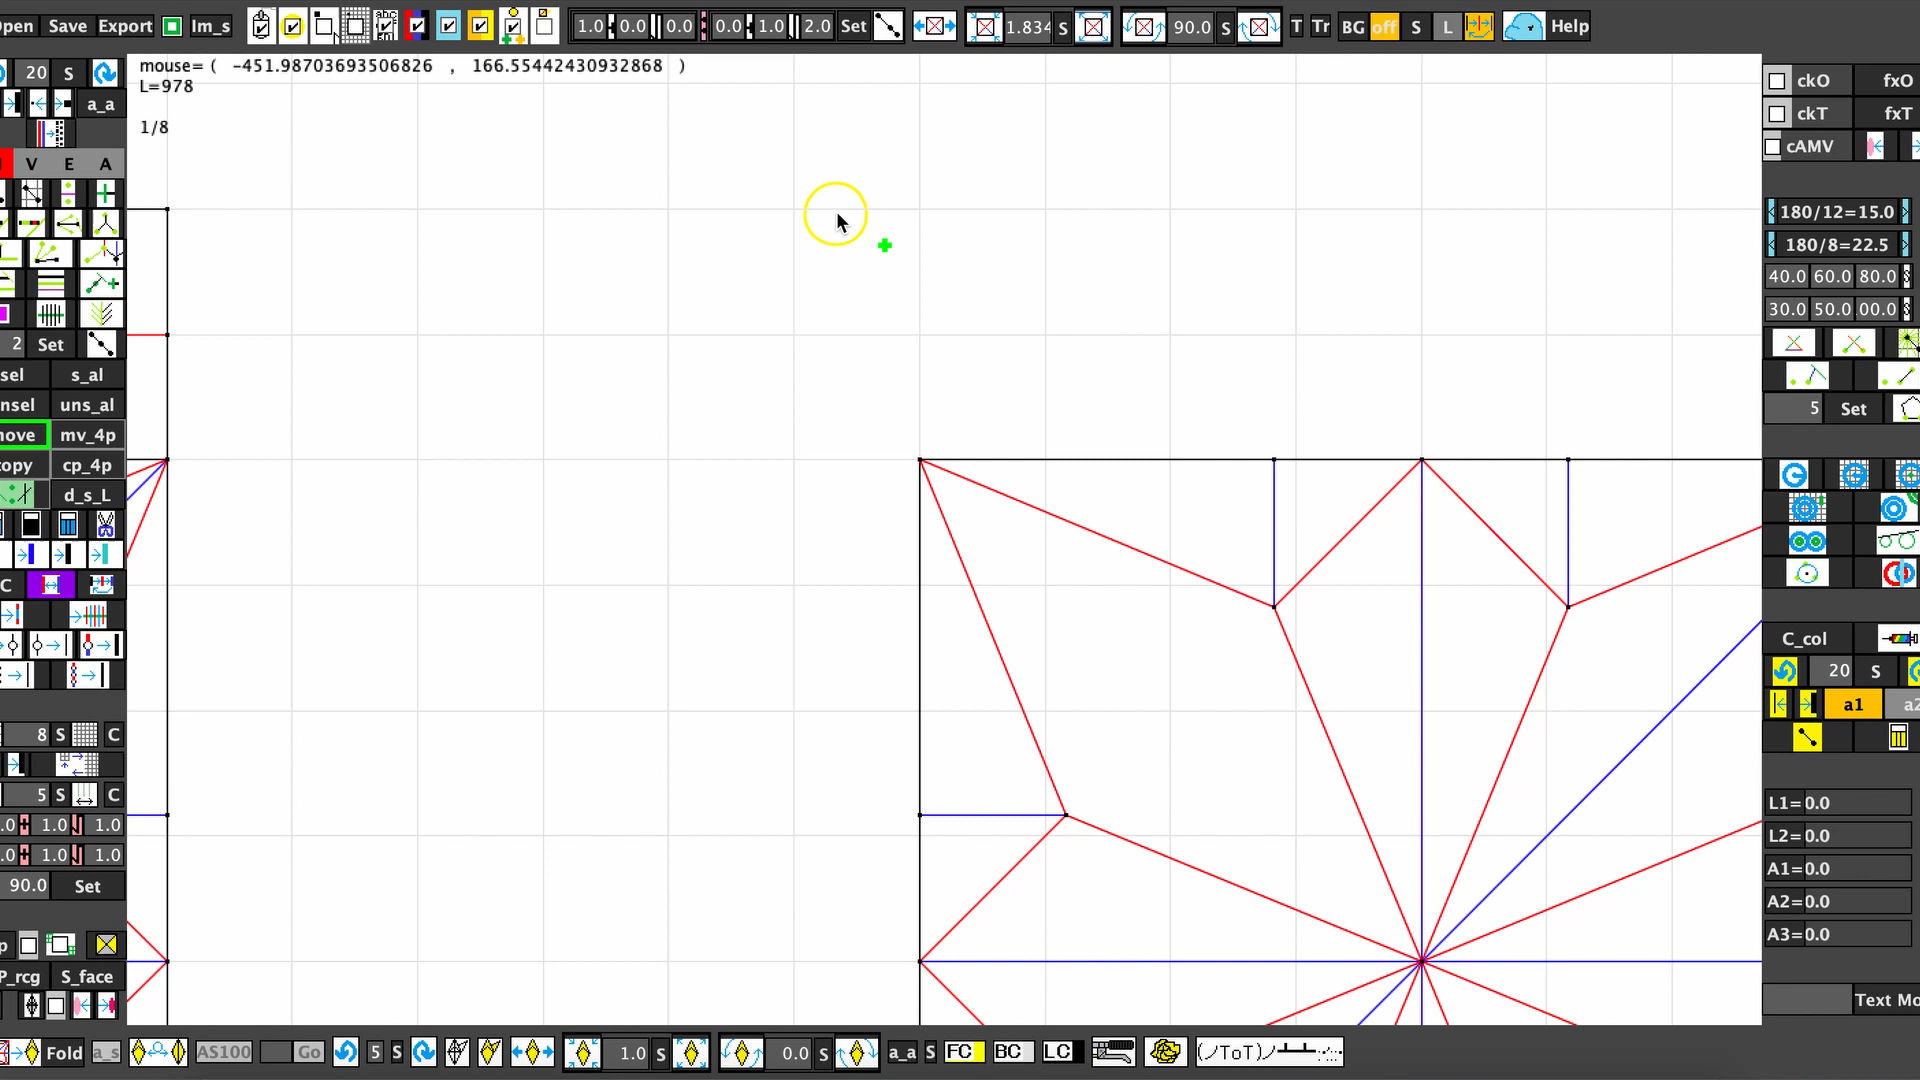 pen Save Export Im_s abc 1.0 0.0 0.0 0.0 1.0 2.0 Set 1.834 S 90.0 S T Tr BG off S L Help
mouse= ( -451.98703693506826 , 166.55442430932868 )
L=978
1/8
20 S
a_a
V E A
2 Set
sel s_al
nsel uns_al
nove mv_4p
opy cp_4p
d_s_L
C
8 S C
5 S C
.0 1.0 1.0
.0 1.0 1.0
90.0 Set
p
P_rcg S_face
ckO fxO
ckT fxT
cAMV
180/12=15.0
180/8=22.5
40.0 60.0 80.0
30.0 50.0 00.0
5 Set
C_col
20 S
a1 a2
L1=0.0
L2=0.0
A1=0.0
A2=0.0
A3=0.0
Text Mo
Fold a_s AS100 Go 5 S 1.0 S 0.0 S a_a S FC BC LC